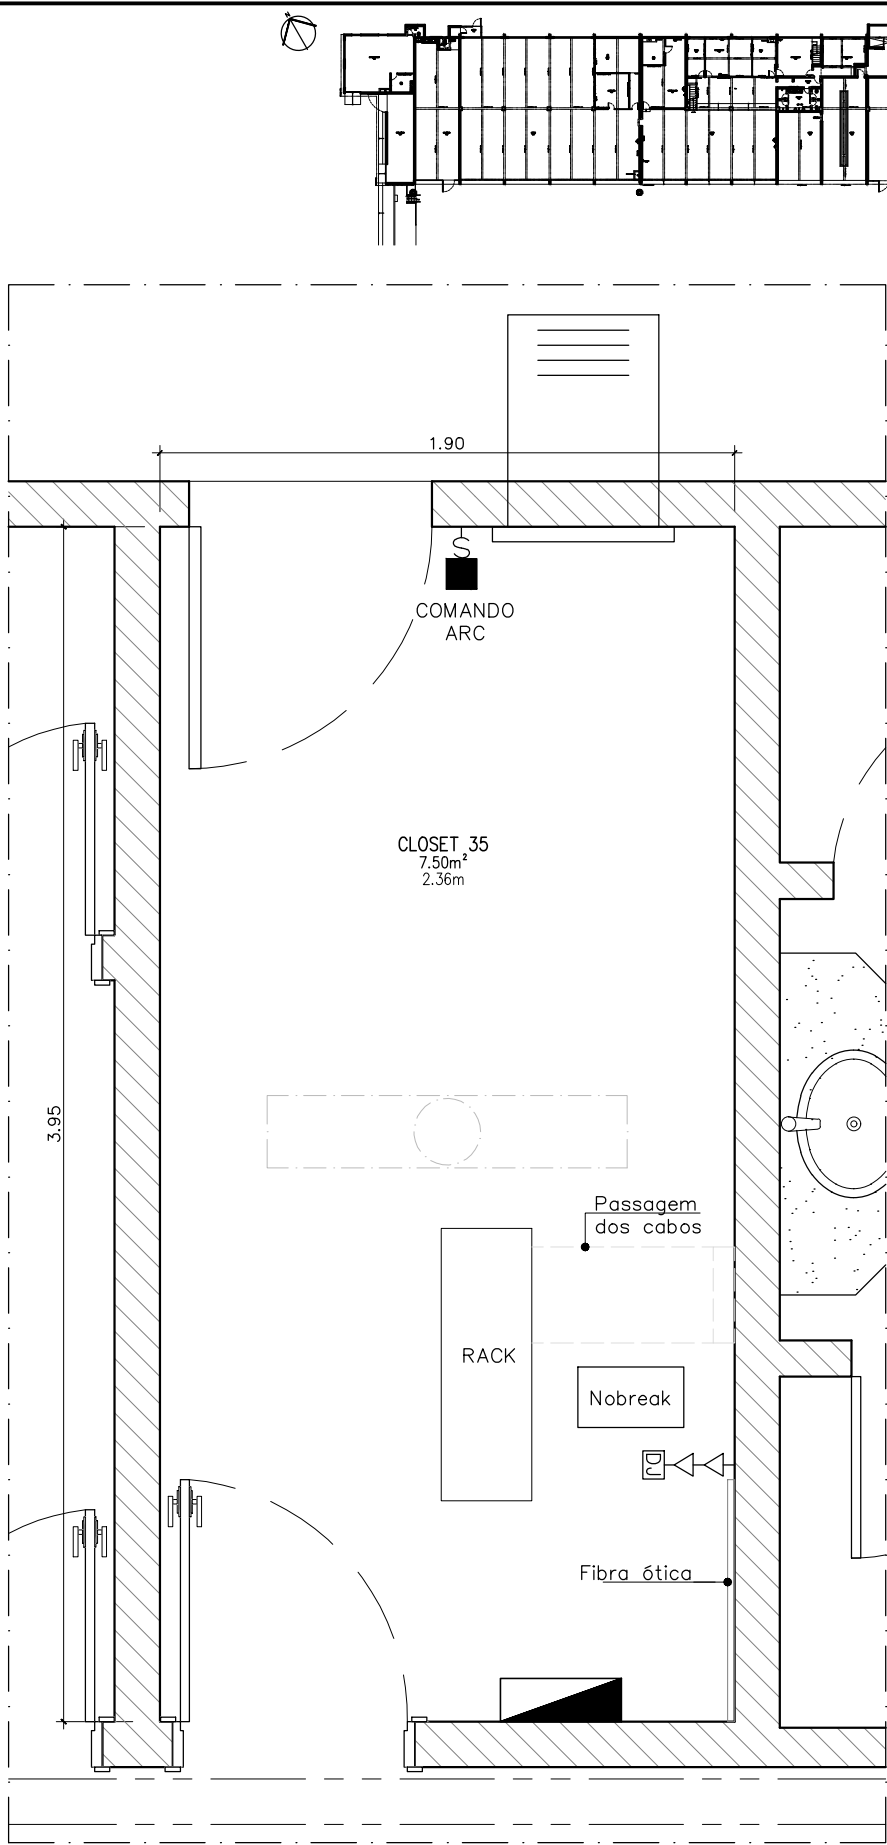 N
1.90
S
COMANDO
ARC
CLOSET 35
7.50m²
2.36m
3.95
Passagem
dos cabos
RACK
Nobreak
DJ
Fibra ótica